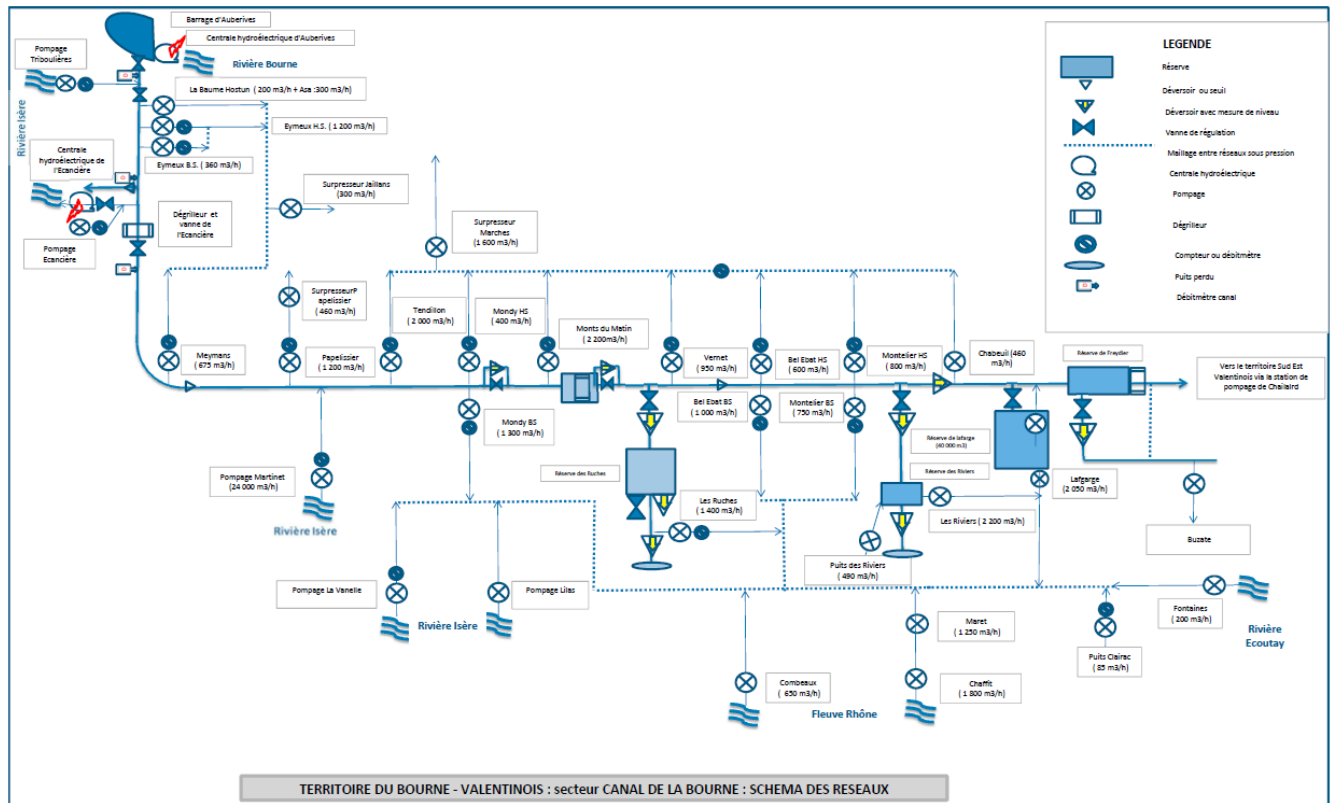 Barrage d'Auberives
Centrale hydroélectrique d'Auberives
Pompage
Triboulières
Rivière Bourne
Rivière Isère
La Baume Hostun ( 200 m3/h + Asa :300 m3/h)
Eymeux H.S. ( 1 200 m3/h)
Eymeux B.S. ( 360 m3/h)
Centrale
hydroélectrique de
l'Ecancière
Surpresseur Jaillans
(300 m3/h)
Dégrilleur et
vanne de
l'Ecancière
Pompage
Ecancière
Surpresseur
Marches
( 1 600 m3/h)
SurpresseurP
apelissier
( 460 m3/h)
Tendillon
( 2 000 m3/h)
Mondy HS
( 400 m3/h)
Monts du Matin
( 2 200m3/h)
Meymans
( 675 m3/h)
Papelissier
( 1 200 m3/h)
Vernet
( 950 m3/h)
Bel Ebat HS
( 600 m3/h)
Montelier HS
( 800 m3/h)
Chabeuil (460
m3/h)
Réserve de Freydier
Vers le territoire Sud Est
Valentinois via la station de
pompage de Chalaird
Mondy BS
( 1 300 m3/h)
Bel Ebat BS
( 1 000 m3/h)
Montelier BS
( 750 m3/h)
Réserve de lafarge
(40 000 m3)
Réserve des Ruches
Réserve des Riviers
Pompage Martinet
(24 000 m3/h)
Rivière Isère
Les Ruches
( 1 400 m3/h)
Lafgarge
( 2 050 m3/h)
Les Riviers ( 2 200 m3/h)
Buzate
Puits des Riviers
( 490 m3/h)
Pompage La Vanelle
Pompage Lilas
Rivière Isère
Fontaines
( 200 m3/h)
Rivière
Ecoutay
Maret
( 1 250 m3/h)
Puits Clairac
( 85 m3/h)
Combeaux
( 650 m3/h)
Chaffit
( 1 800 m3/h)
Fleuve Rhône
LEGENDE
Réserve
Déversoir ou seuil
Déversoir avec mesure de niveau
Vanne de régulation
Maillage entre réseaux sous pression
Centrale hydroélectrique
Pompage
Dégrilleur
Compteur ou débitmétre
Puits perdu
Débitmètre canal
TERRITOIRE DU BOURNE - VALENTINOIS : secteur CANAL DE LA BOURNE : SCHEMA DES RESEAUX